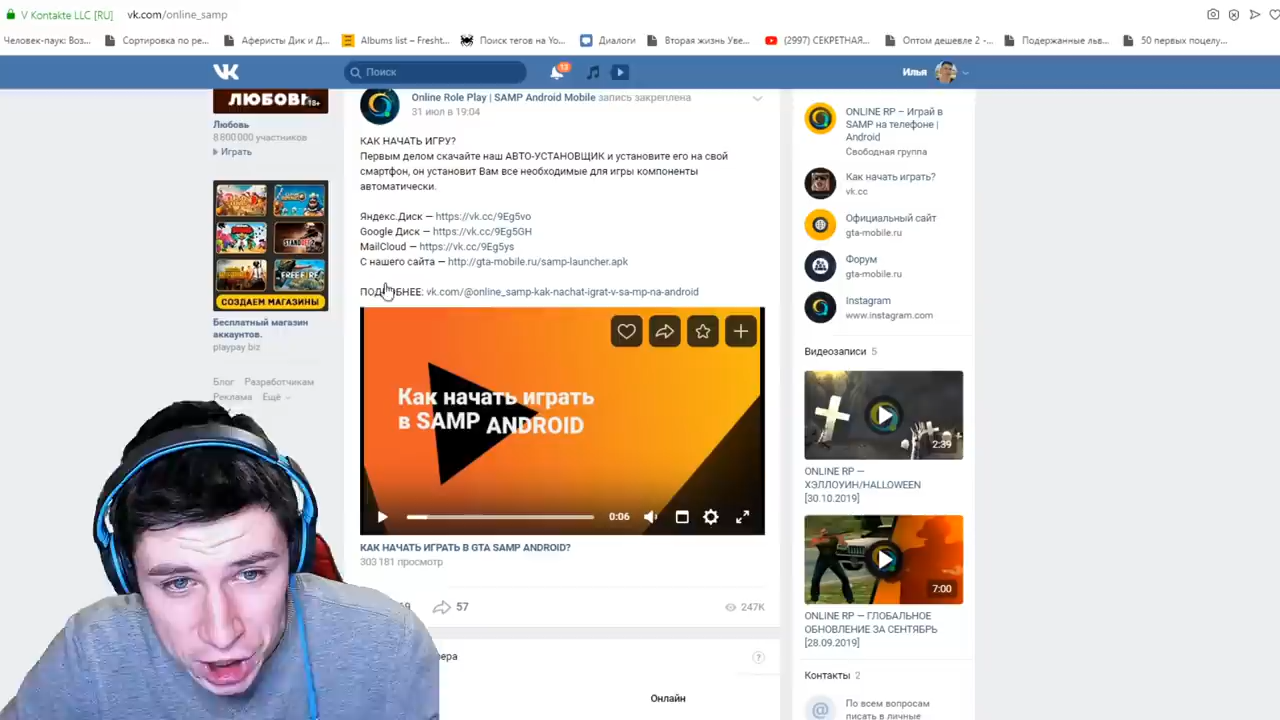 V Kontakte LLC [RU] vk.com/online_samp
Человек-паук: Воз... Сортировка по ре... Аферисты Дик и Д... Albums list – Fresht... Поиск тегов на Yo... Диалоги Вторая жизнь Уве... (2997) СЕКРЕТНАЯ... Оптом дешевле 2 -... Подержанные льв... 50 первых поцелу...
Поиск 13 Илья
ЛЮБОВЬ 18+
Любовь
8 800 000 участников
Играть
СОЗДАЕМ МАГАЗИНЫ
Бесплатный магазин
аккаунтов.
playpay.biz
Блог Разработчикам
Реклама Ещё
Online Role Play | SAMP Android Mobile запись закреплена
31 июл в 19:04
КАК НАЧАТЬ ИГРУ?
Первым делом скачайте наш АВТО-УСТАНОВЩИК и установите его на свой
смартфон, он установит Вам все необходимые для игры компоненты
автоматически.
Яндекс.Диск — https://vk.cc/9Eg5vo
Google Диск — https://vk.cc/9Eg5GH
MailCloud — https://vk.cc/9Eg5ys
С нашего сайта — http://gta-mobile.ru/samp-launcher.apk
vk.com/@online_samp-kak-nachat-igrat-v-sa-mp-na-android
Как начать играть
в SAMP ANDROID
0:06
КАК НАЧАТЬ ИГРАТЬ В GTA SAMP ANDROID?
303 181 просмотр
57 247K
Онлайн
ONLINE RP – Играй в
SAMP на телефоне |
Android
Свободная группа
Как начать играть?
vk.cc
Официальный сайт
gta-mobile.ru
Форум
gta-mobile.ru
Instagram
www.instagram.com
Видеозаписи 5
2:39
ONLINE RP —
ХЭЛЛОУИН/HALLOWEEN
[30.10.2019]
7:00
ONLINE RP — ГЛОБАЛЬНОЕ
ОБНОВЛЕНИЕ ЗА СЕНТЯБРЬ
[28.09.2019]
Контакты 2
По всем вопросам
писать в личные